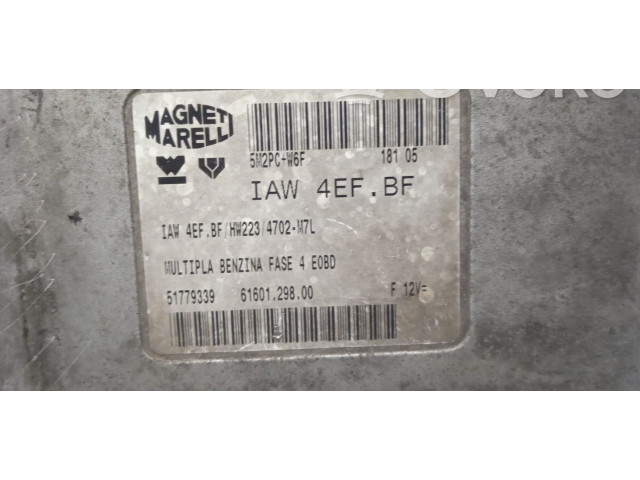 MAGNETI
MARELLI
5M2PC-W6F 181 05
IAW 4EF.BF
IAW 4EF.BF/HW223/4702-M7L
MULTIPLA BENZINA FASE 4 EOBD
51779339 61601.298.00 F 12V=